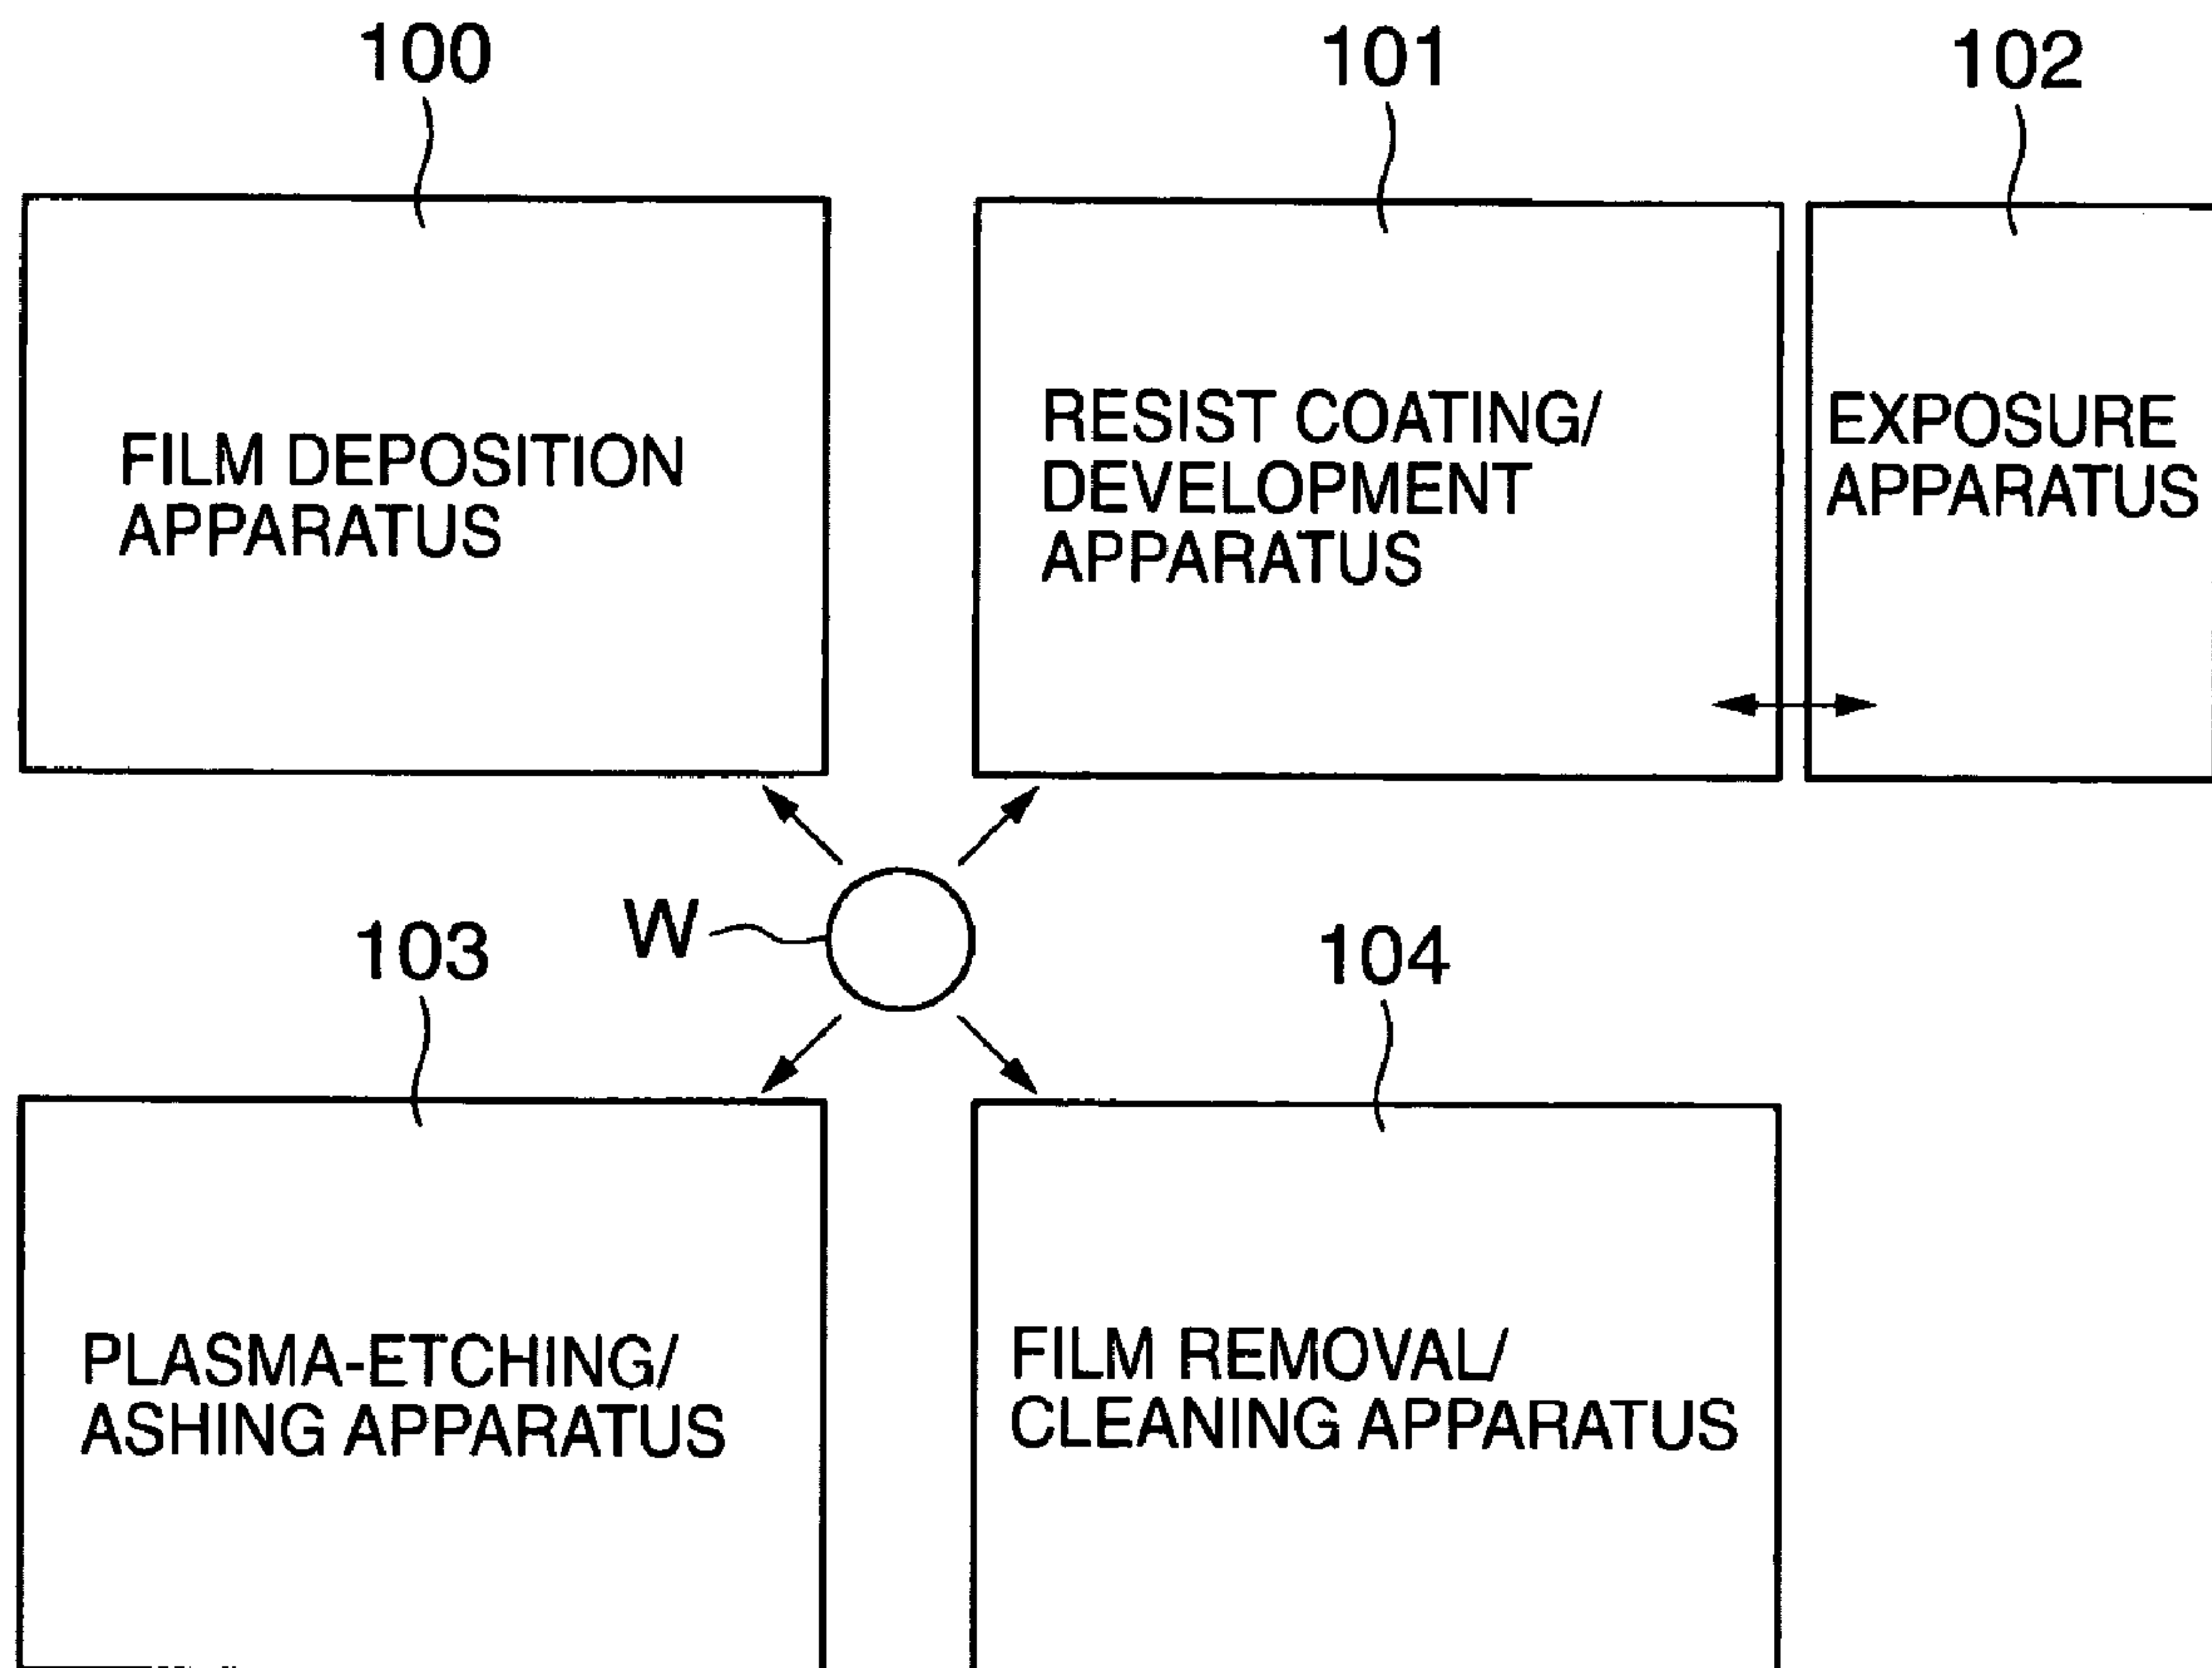 100
101
102
FILM DEPOSITION
APPARATUS
RESIST COATING/
DEVELOPMENT
APPARATUS
EXPOSURE
APPARATUS
W
103
104
PLASMA-ETCHING/
ASHING APPARATUS
FILM REMOVAL/
CLEANING APPARATUS